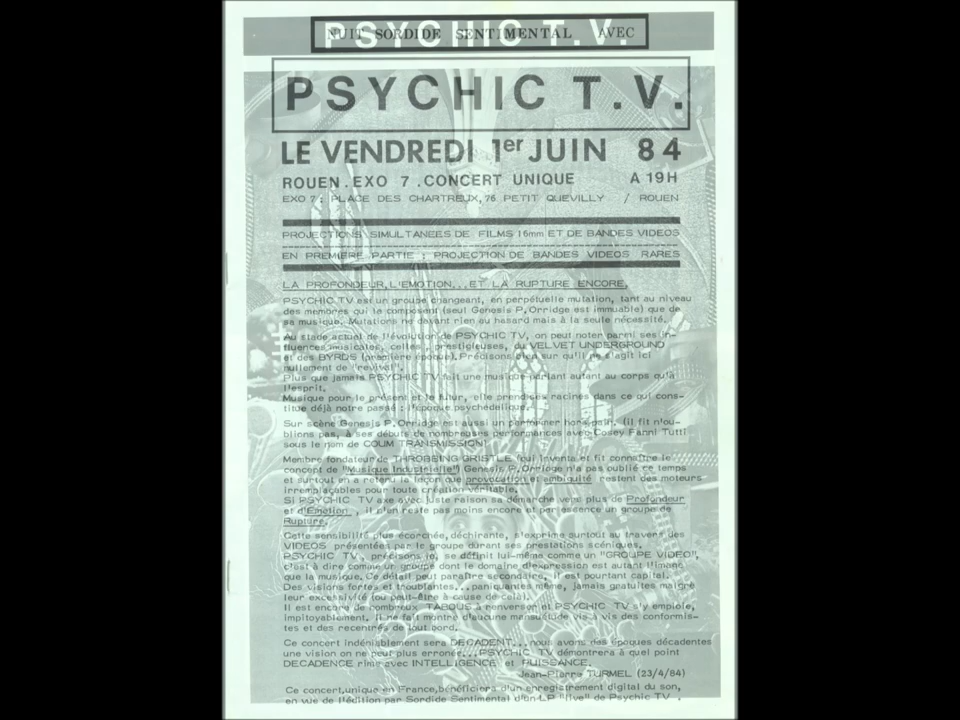 PSYCHIC T.V.
NUIT SORDIDE SENTIMENTAL AVEC
PSYCHIC T.V.
LE VENDREDI 1er JUIN 84
ROUEN.EXO 7.CONCERT UNIQUE A 19H
EXO 7: PLACE DES CHARTREUX, 76 PETIT QUEVILLY / ROUEN
PROJECTIONS SIMULTANEES DE FILMS 16mm ET DE BANDES VIDEOS
EN PREMIERE PARTIE : PROJECTION DE BANDES VIDEOS RARES
LA PROFONDEUR, L'EMOTION...ET LA RUPTURE ENCORE,
PSYCHIC TV est un groupe changeant, en perpétuelle mutation, tant au niveau
des membres qui le composent (seul Genesis P.Orridge est immuable) que de
sa musique. Mutations ne devant rien au hasard mais à la seule nécessité.
Au stade actuel de l'évolution de PSYCHIC TV, on peut noter parmi ses in-
fluences musicales, celles, prestigieuses, du VELVET UNDERGROUND
et des BYRDS (première époque). Précisons bien sur qu'il ne s'agit ici
nullement de "revival".
Plus que jamais PSYCHIC TV fait une musique parlant autant au corps qu'à
l'esprit.
Musique pour le présent et le futur, elle prend ses racines dans ce qui cons-
titue déjà notre passé : l'époque psychédélique.
Sur scène Genesis P.Orridge est aussi un performer hors pair. (Il fit n'ou-
blions pas, à ses débuts de nombreuses performances avec Cosey Fanni Tutti
sous le nom de COUM TRANSMISSION)
Membre fondateur de THROBBING GRISTLE (qui inventa et fit connaître le
concept de "Musique Industrielle") Genesis P.Orridge n'a pas oublié ce temps
et surtout en a retenu la façon que provocation et ambiguité restent des moteurs
irremplaçables pour toute création véritable.
SI PSYCHIC TV axe avec juste raison sa démarche vers plus de Profondeur
et d'Emotion, il n'en reste pas moins encore et par essence un groupe de
Rupture.
Cette sensibilité plus écorchée, déchirante, s'exprime surtout au travers des
VIDEOS présentées par le groupe durant ses prestations scéniques.
PSYCHIC TV, précisons le, se définit lui-même comme un "GROUPE VIDEO",
c'est à dire comme un groupe dont le domaine d'expression est autant l'image
que la musique. Ce détail peut paraître secondaire, il est pourtant capital.
Des visions fortes et troublantes...paniquantes même, jamais gratuites malgré
leur excessivité (ou peut-être à cause de cela).
Il est encore de nombreux TABOUS à renverser et PSYCHIC TV s'y emploie,
impitoyablement. Il ne fait montre d'aucune mansuétude vis à vis des conformis-
tes et des recentrés de tout bord.
Ce concert indéniablement sera DECADENT... nous avons des époques décadentes
une vision on ne peut plus erronée...PSYCHIC TV démontrera à quel point
DECADENCE rime avec INTELLIGENCE et PUISSANCE.
Jean-Pierre TURMEL (23/4/84)
Ce concert, unique en France, bénéficiera d'un enregistrement digital du son,
en vue de l'édition par Sordide Sentimental d'un LP "live" de Psychic TV .